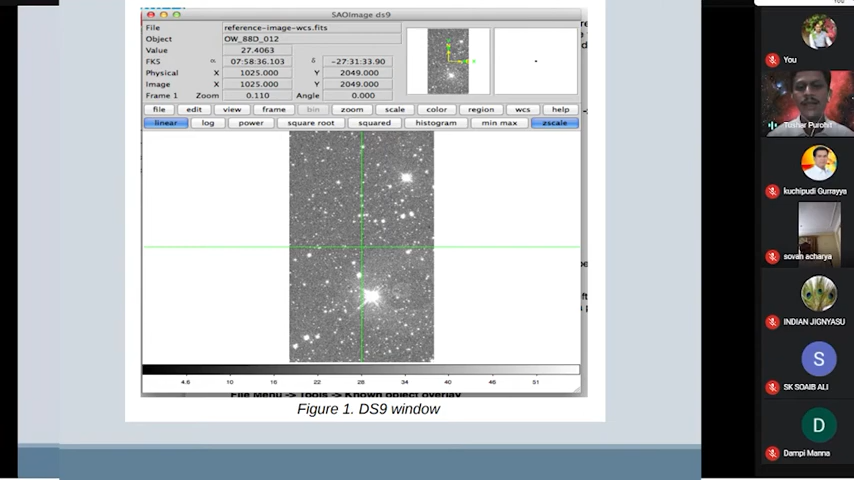 SAOImage ds9
File reference-image-wcs.fits
Object OW_88D_012
Value 27.4063
FK5 α 07:58:36.103 δ -27:31:33.90
Physical X 1025.000 Y 2049.000
Image X 1025.000 Y 2049.000
Frame 1 Zoom 0.110 Angle 0.000
file edit view frame bin zoom scale color region wcs help
linear log power square root squared histogram min max zscale
4.6 10 16 22 28 34 40 46 51
File Menu -> Tools -> Known object overlay
Figure 1. DS9 window
You
Tushar Purohit
kuchipudi Gurrayya
sovan acharya
INDIAN JIGNYASU
S
SK SOAIB ALI
D
Dampi Manna